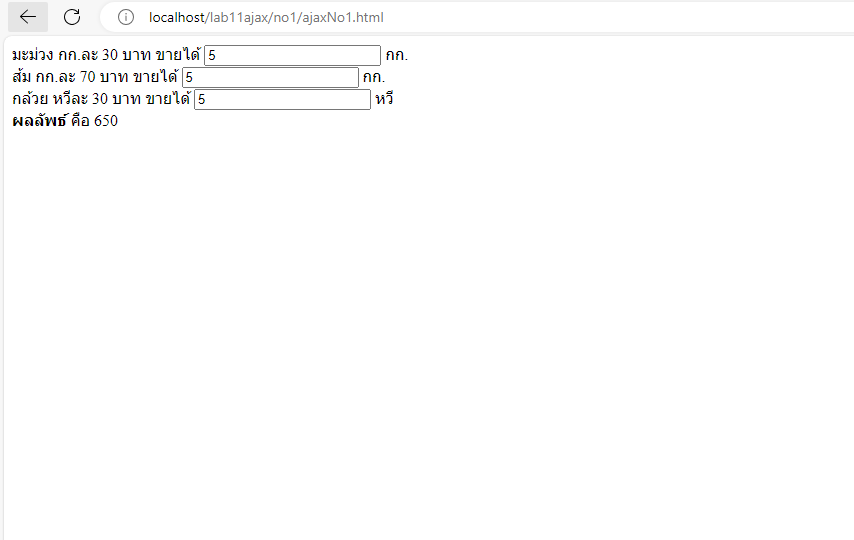 localhost/lab11ajax/no1/ajaxNo1.html
มะม่วง กก.ละ 30 บาท ขายได้ 5 กก.
ส้ม กก.ละ 70 บาท ขายได้ 5 กก.
กล้วย หวีละ 30 บาท ขายได้ 5 หวี
ผลลัพธ์ คือ 650